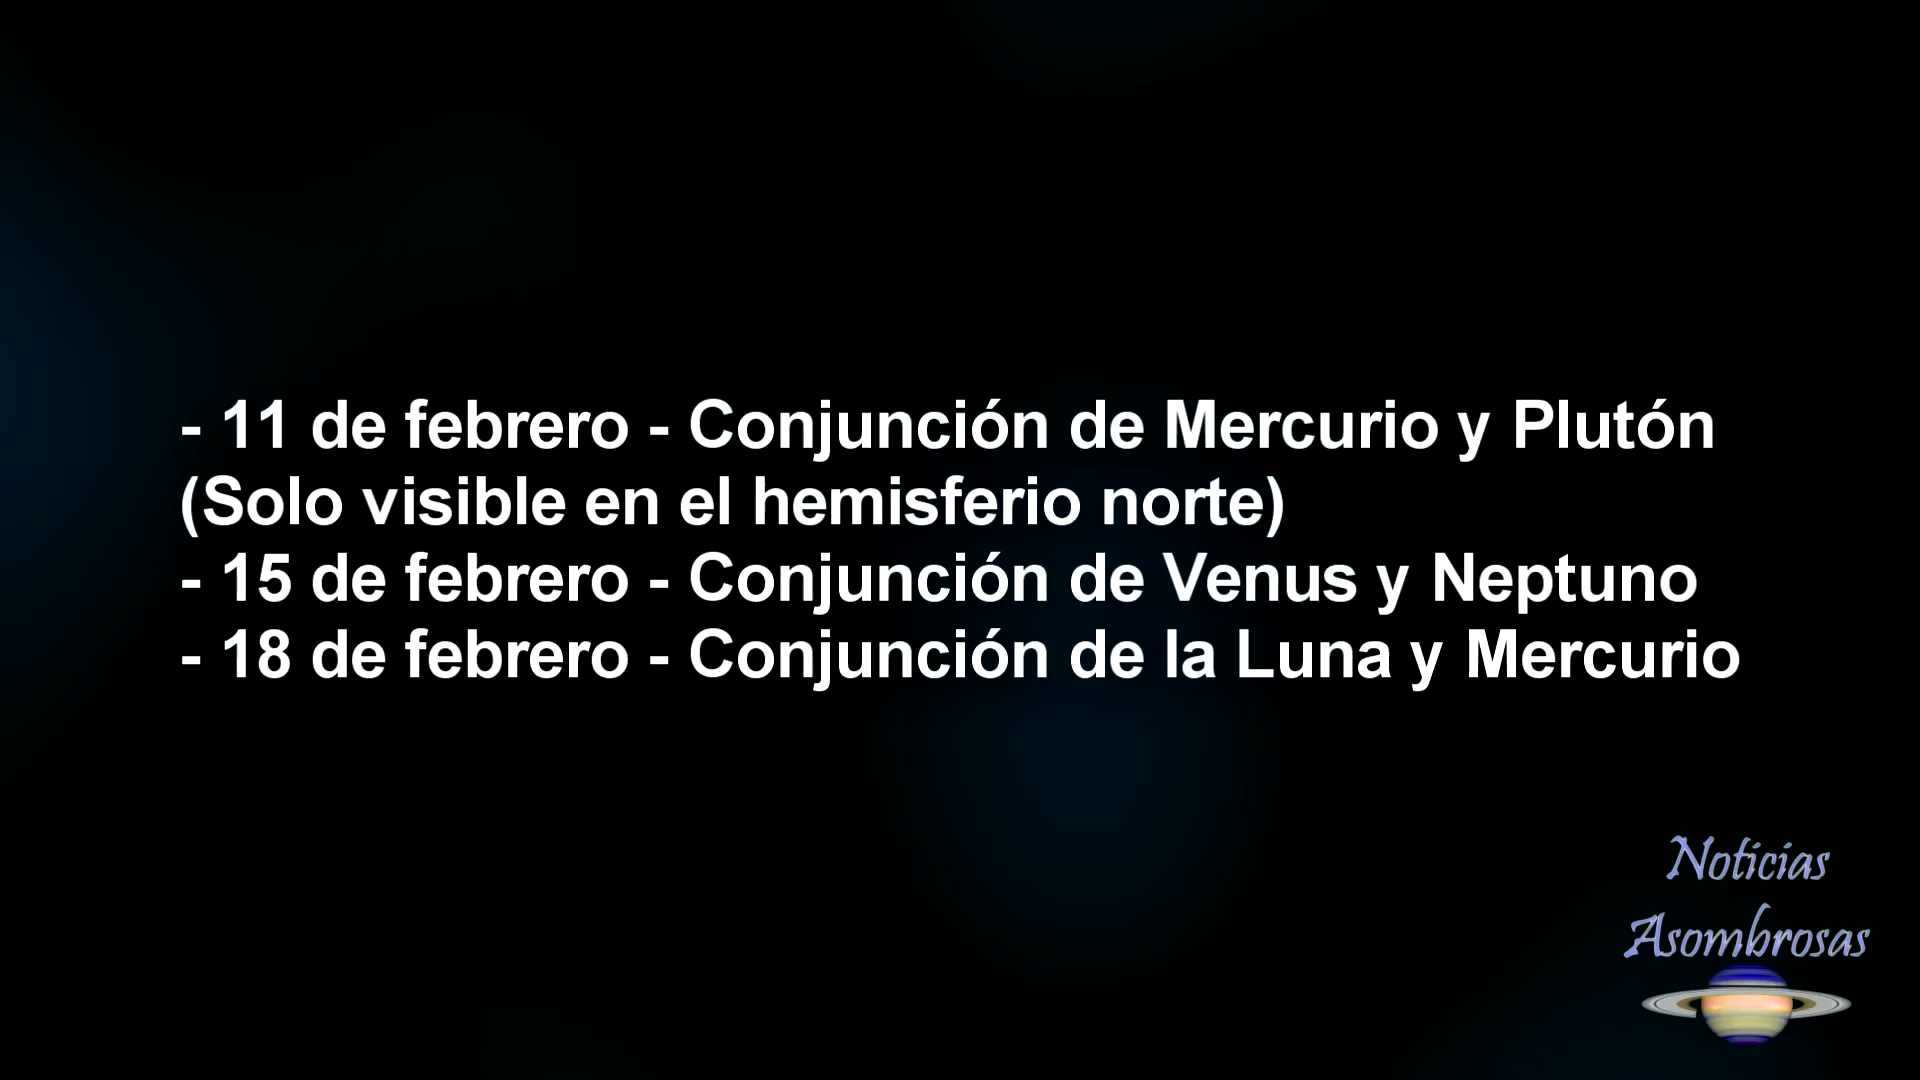 - 11 de febrero - Conjunción de Mercurio y Plutón
(Solo visible en el hemisferio norte)
- 15 de febrero - Conjunción de Venus y Neptuno
- 18 de febrero - Conjunción de la Luna y Mercurio
Noticias
Asombrosas